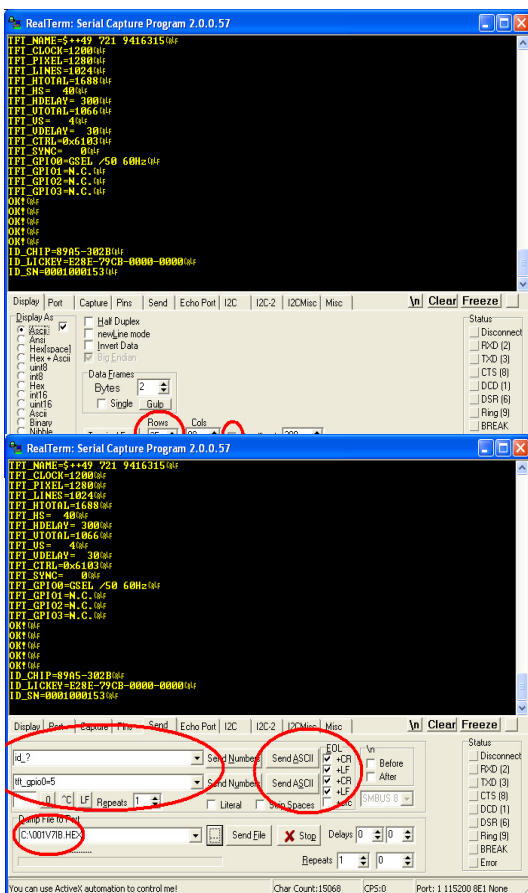 RealTerm: Serial Capture Program 2.0.0.57
TFT_NAME=$++49 721 9416315
TFT_CLOCK=1200
TFT_PIXEL=1280
TFT_LINES=1024
TFT_HTOTAL=1688
TFT_HS= 40
TFT_HDELAY= 300
TFT_VTOTAL=1066
TFT_VS= 4
TFT_VDELAY= 30
TFT_CTRL=0x6103
TFT_SYNC= 0
TFT_GPIO0=GSEL /50 60Hz
TFT_GPIO1=N.C.
TFT_GPIO2=N.C.
TFT_GPIO3=N.C.
OK!
OK!
OK!
OK!
ID_CHIP=89A5-302B
ID_LICKEY=E28E-79CB-0000-0000
ID_SN=0001000153
Display Port Capture Pins Send Echo Port I2C I2C-2 I2CMisc Misc \n Clear Freeze
Display As
Ascii
Ansi
Hex[space]
Hex + Ascii
uint8
int8
Hex
int16
uint16
Ascii
Binary
Nibble
Half Duplex
newLine mode
Invert Data
Big Endian
Data Frames
Bytes 2
Single Gulp
Rows Cols
Status
Disconnect
RXD (2)
TXD (3)
CTS (8)
DCD (1)
DSR (6)
Ring (9)
BREAK
RealTerm: Serial Capture Program 2.0.0.57
TFT_NAME=$++49 721 9416315
TFT_CLOCK=1200
TFT_PIXEL=1280
TFT_LINES=1024
TFT_HTOTAL=1688
TFT_HS= 40
TFT_HDELAY= 300
TFT_VTOTAL=1066
TFT_VS= 4
TFT_VDELAY= 30
TFT_CTRL=0x6103
TFT_SYNC= 0
TFT_GPIO0=GSEL /50 60Hz
TFT_GPIO1=N.C.
TFT_GPIO2=N.C.
TFT_GPIO3=N.C.
OK!
OK!
OK!
OK!
ID_CHIP=89A5-302B
ID_LICKEY=E28E-79CB-0000-0000
ID_SN=0001000153
Display Port Capture Pins Send Echo Port I2C I2C-2 I2CMisc Misc \n Clear Freeze
id_? Send Numbers Send ASCII
tft_gpio0=5 Send Numbers Send ASCII
EOL
+CR
+LF
+CR
+LF
\n
Before
After
0 ^C LF Repeats 1 Literal Strip Spaces +crc SMBUS 8
Dump File to Port
C:\001V71B.HEX ... Send File Stop Delays 0 0
Repeats 1 0
Status
Disconnect
RXD (2)
TXD (3)
CTS (8)
DCD (1)
DSR (6)
Ring (9)
BREAK
Error
You can use ActiveX automation to control me! Char Count:15068 CPS:0 Port: 1 115200 8E1 None